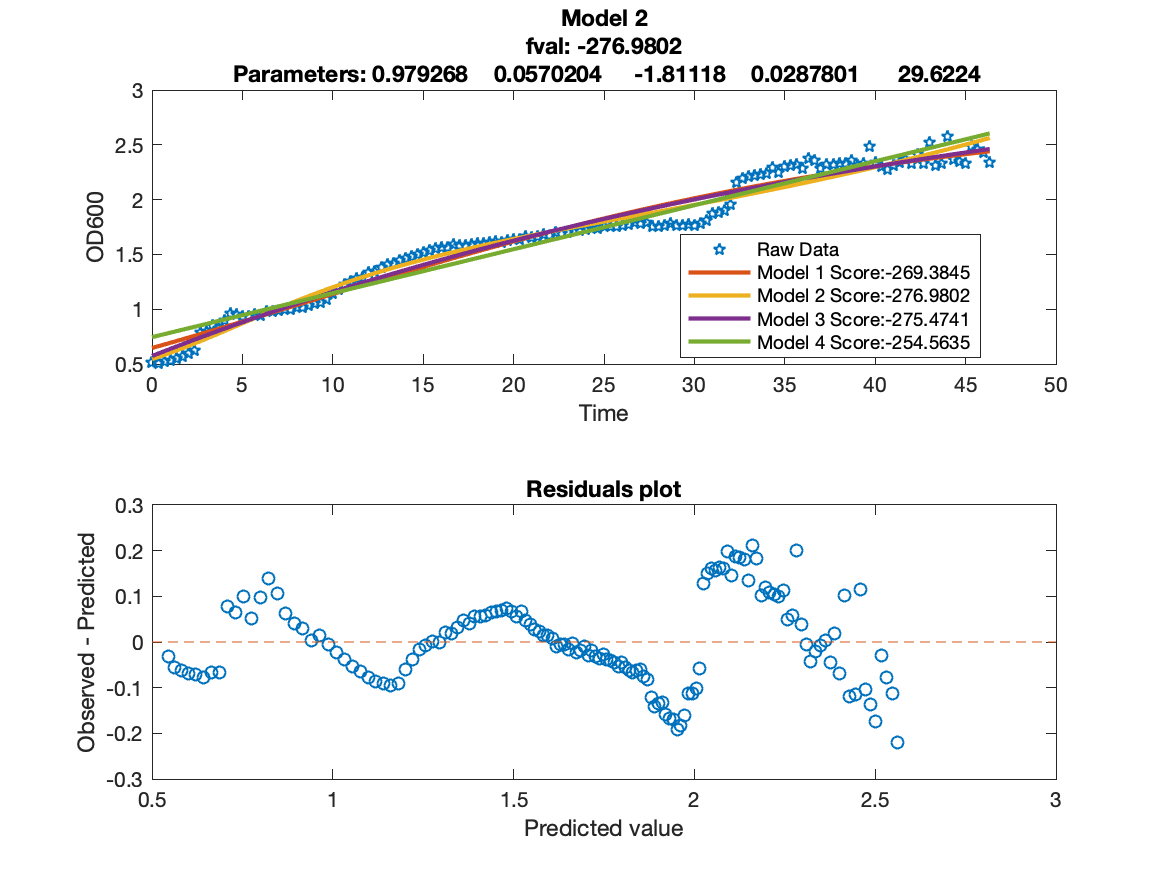 Model 2
fval: -276.9802
Parameters: 0.979268 0.0570204 -1.81118 0.0287801 29.6224
3
2.5
2
1.5
1
0.5
OD600
0 5 10 15 20 25 30 35 40 45 50
Time
Raw Data
Model 1 Score:-269.3845
Model 2 Score:-276.9802
Model 3 Score:-275.4741
Model 4 Score:-254.5635
Residuals plot
0.3
0.2
0.1
0
-0.1
-0.2
-0.3
Observed - Predicted
0.5 1 1.5 2 2.5 3
Predicted value